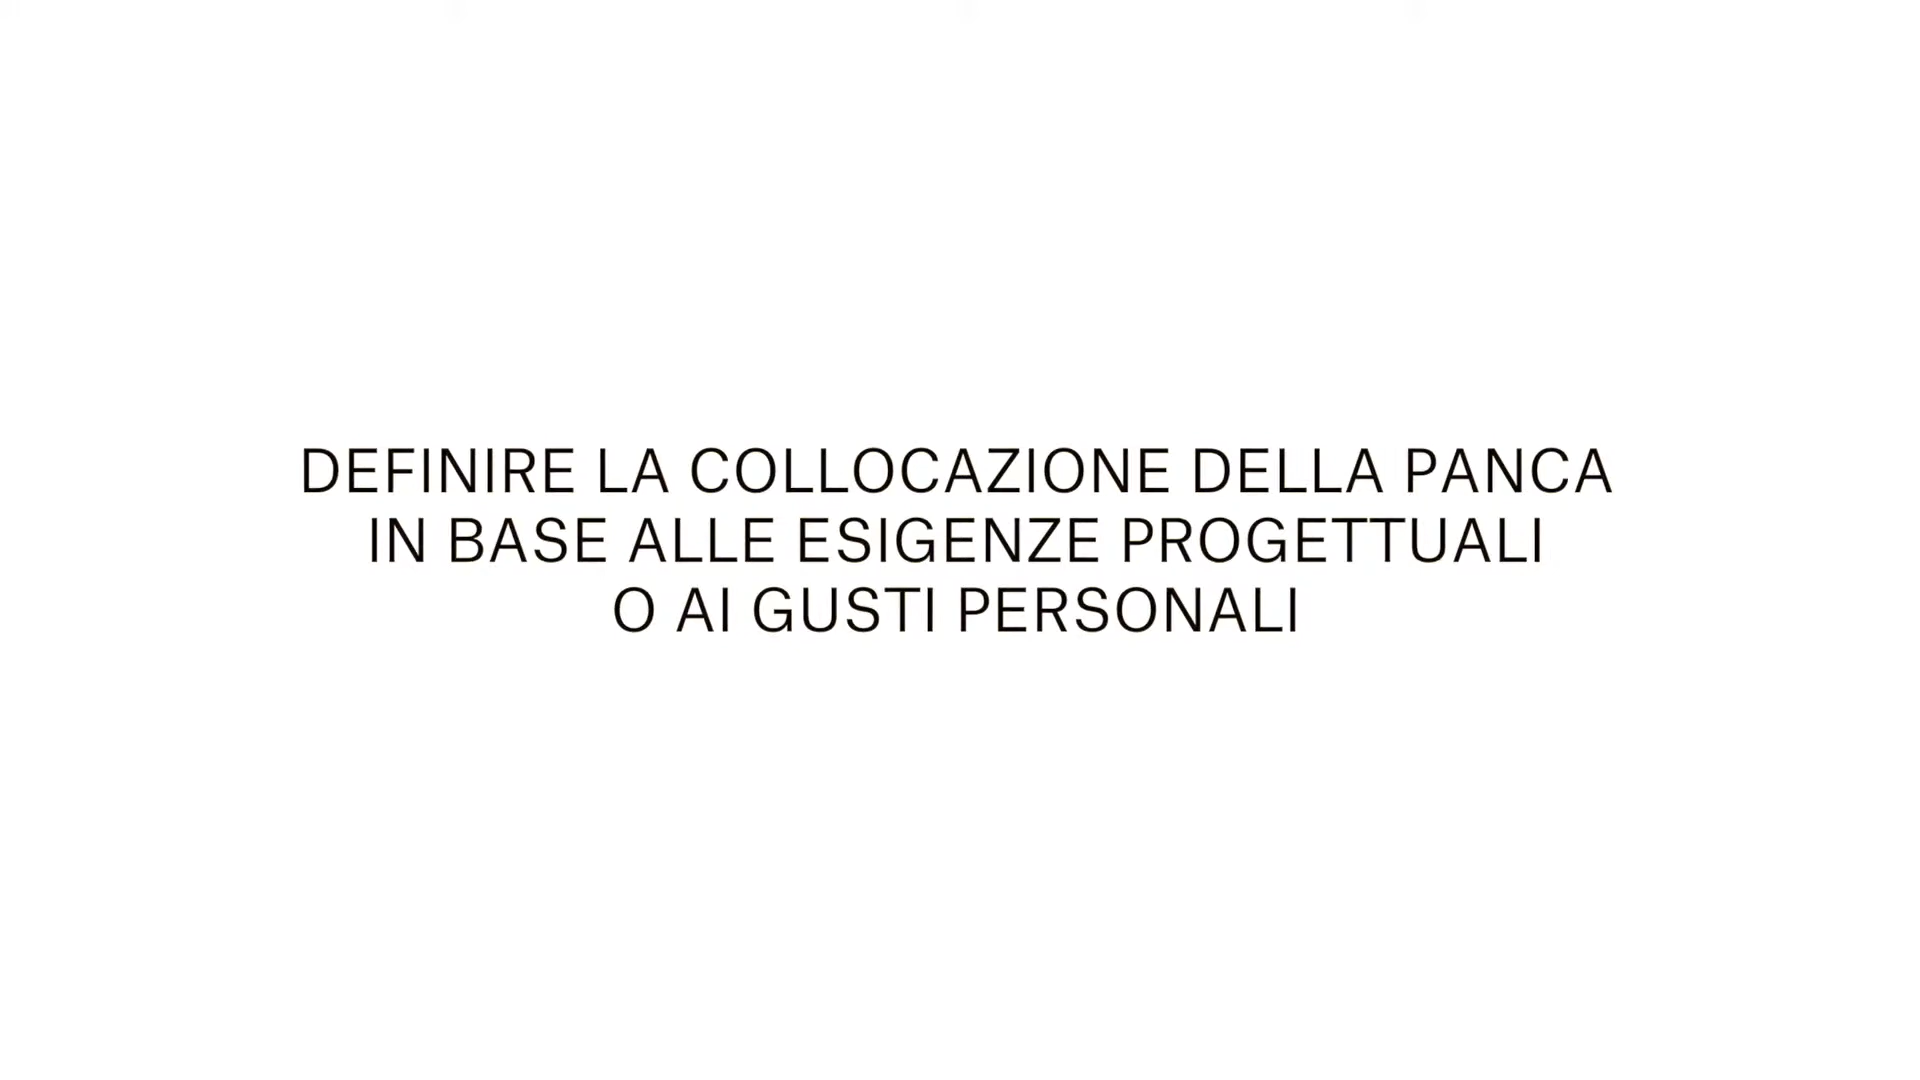 DEFINIRE LA COLLOCAZIONE DELLA PANCA
IN BASE ALLE ESIGENZE PROGETTUALI
O AI GUSTI PERSONALI